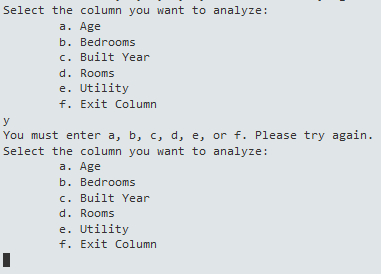 Select the column you want to analyze:
a. Age
b. Bedrooms
c. Built Year
d. Rooms
e. Utility
f. Exit Column
y
You must enter a, b, c, d, e, or f. Please try again.
Select the column you want to analyze:
a. Age
b. Bedrooms
c. Built Year
d. Rooms
e. Utility
f. Exit Column